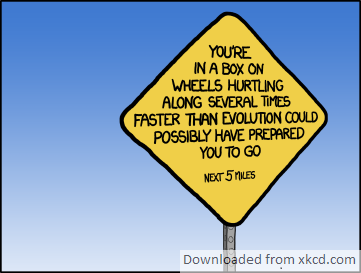 YOU'RE
IN A BOX ON
WHEELS HURTLING
ALONG SEVERAL TIMES
FASTER THAN EVOLUTION COULD
POSSIBLY HAVE PREPARED
YOU TO GO
NEXT 5 MILES
Downloaded from xkcd.com